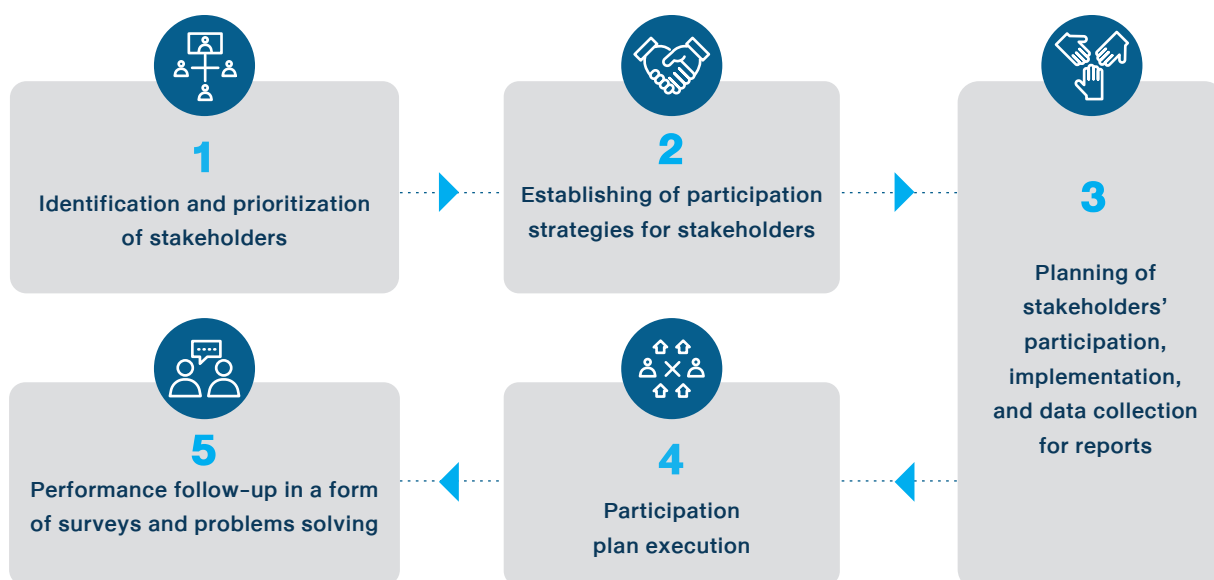 1
Identification and prioritization
of stakeholders
2
Establishing of participation
strategies for stakeholders
3
Planning of
stakeholders’
participation,
implementation,
and data collection
for reports
4
Participation
plan execution
5
Performance follow-up in a form
of surveys and problems solving